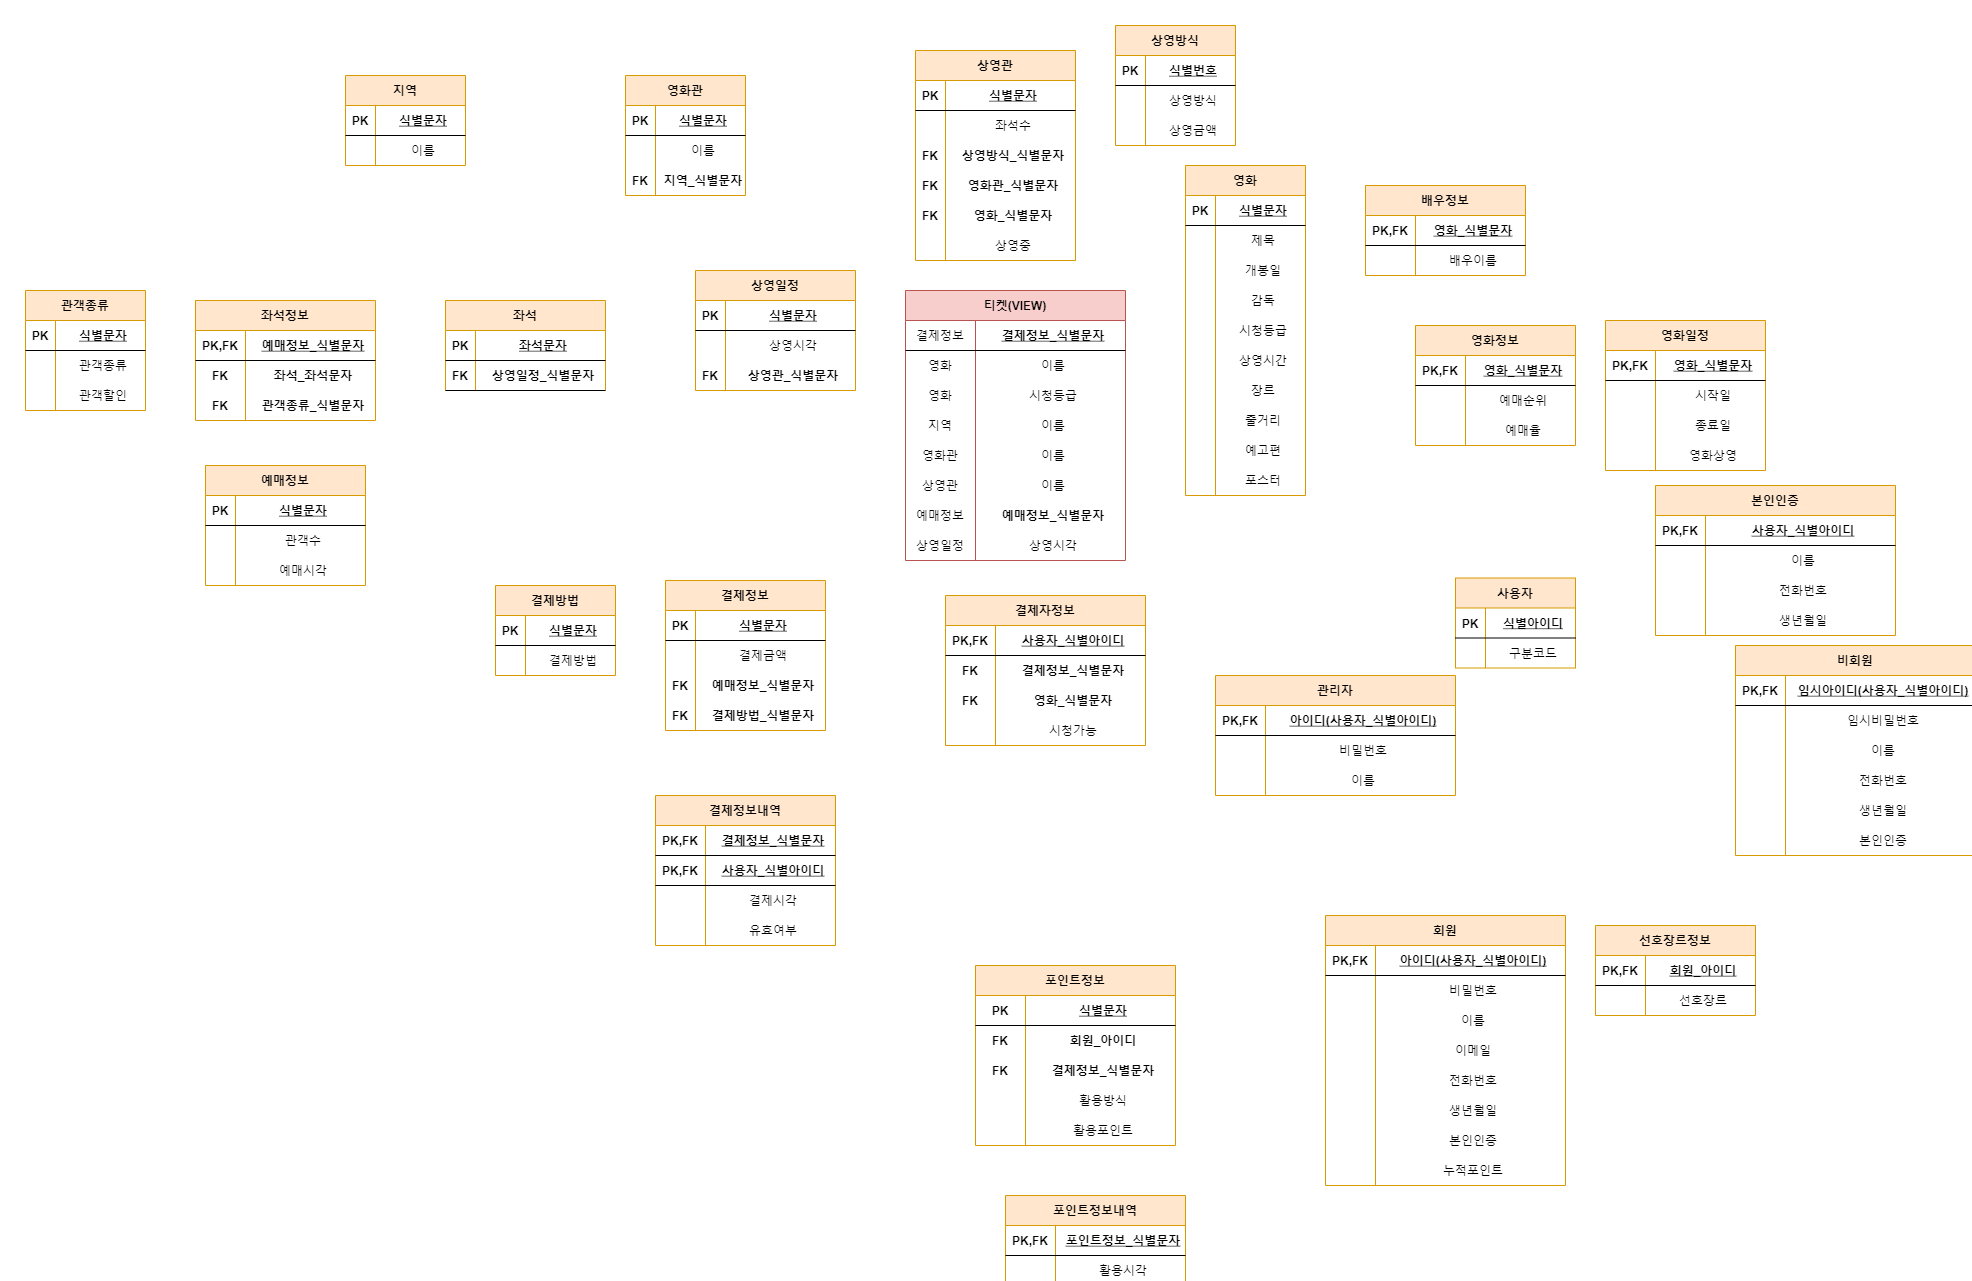 상영방식
PK 식별번호
상영방식
상영금액
상영관
PK 식별문자
좌석수
FK 상영방식_식별문자
FK 영화관_식별문자
FK 영화_식별문자
상영중
지역
PK 식별문자
이름
영화관
PK 식별문자
이름
FK 지역_식별문자
영화
PK 식별문자
제목
개봉일
감독
시청등급
상영시간
장르
줄거리
예고편
포스터
배우정보
PK,FK 영화_식별문자
배우이름
관객종류
PK 식별문자
관객종류
관객할인
좌석정보
PK,FK 예매정보_식별문자
FK 좌석_좌석문자
FK 관객종류_식별문자
좌석
PK 좌석문자
FK 상영일정_식별문자
상영일정
PK 식별문자
상영시각
FK 상영관_식별문자
티켓(VIEW)
결제정보 결제정보_식별문자
영화 이름
영화 시청등급
지역 이름
영화관 이름
상영관 이름
예매정보 예매정보_식별문자
상영일정 상영시각
영화정보
PK,FK 영화_식별문자
예매순위
예매율
영화일정
PK,FK 영화_식별문자
시작일
종료일
영화상영
예매정보
PK 식별문자
관객수
예매시각
본인인증
PK,FK 사용자_식별아이디
이름
전화번호
생년월일
결제방법
PK 식별문자
결제방법
결제정보
PK 식별문자
결제금액
FK 예매정보_식별문자
FK 결제방법_식별문자
결제자정보
PK,FK 사용자_식별아이디
FK 결제정보_식별문자
FK 영화_식별문자
시청가능
사용자
PK 식별아이디
구분코드
관리자
PK,FK 아이디(사용자_식별아이디)
비밀번호
이름
비회원
PK,FK 임시아이디(사용자_식별아이디)
임시비밀번호
이름
전화번호
생년월일
본인인증
결제정보내역
PK,FK 결제정보_식별문자
PK,FK 사용자_식별아이디
결제시각
유효여부
회원
PK,FK 아이디(사용자_식별아이디)
비밀번호
이름
이메일
전화번호
생년월일
본인인증
누적포인트
선호장르정보
PK,FK 회원_아이디
선호장르
포인트정보
PK 식별문자
FK 회원_아이디
FK 결제정보_식별문자
활용방식
활용포인트
포인트정보내역
PK,FK 포인트정보_식별문자
활용시각